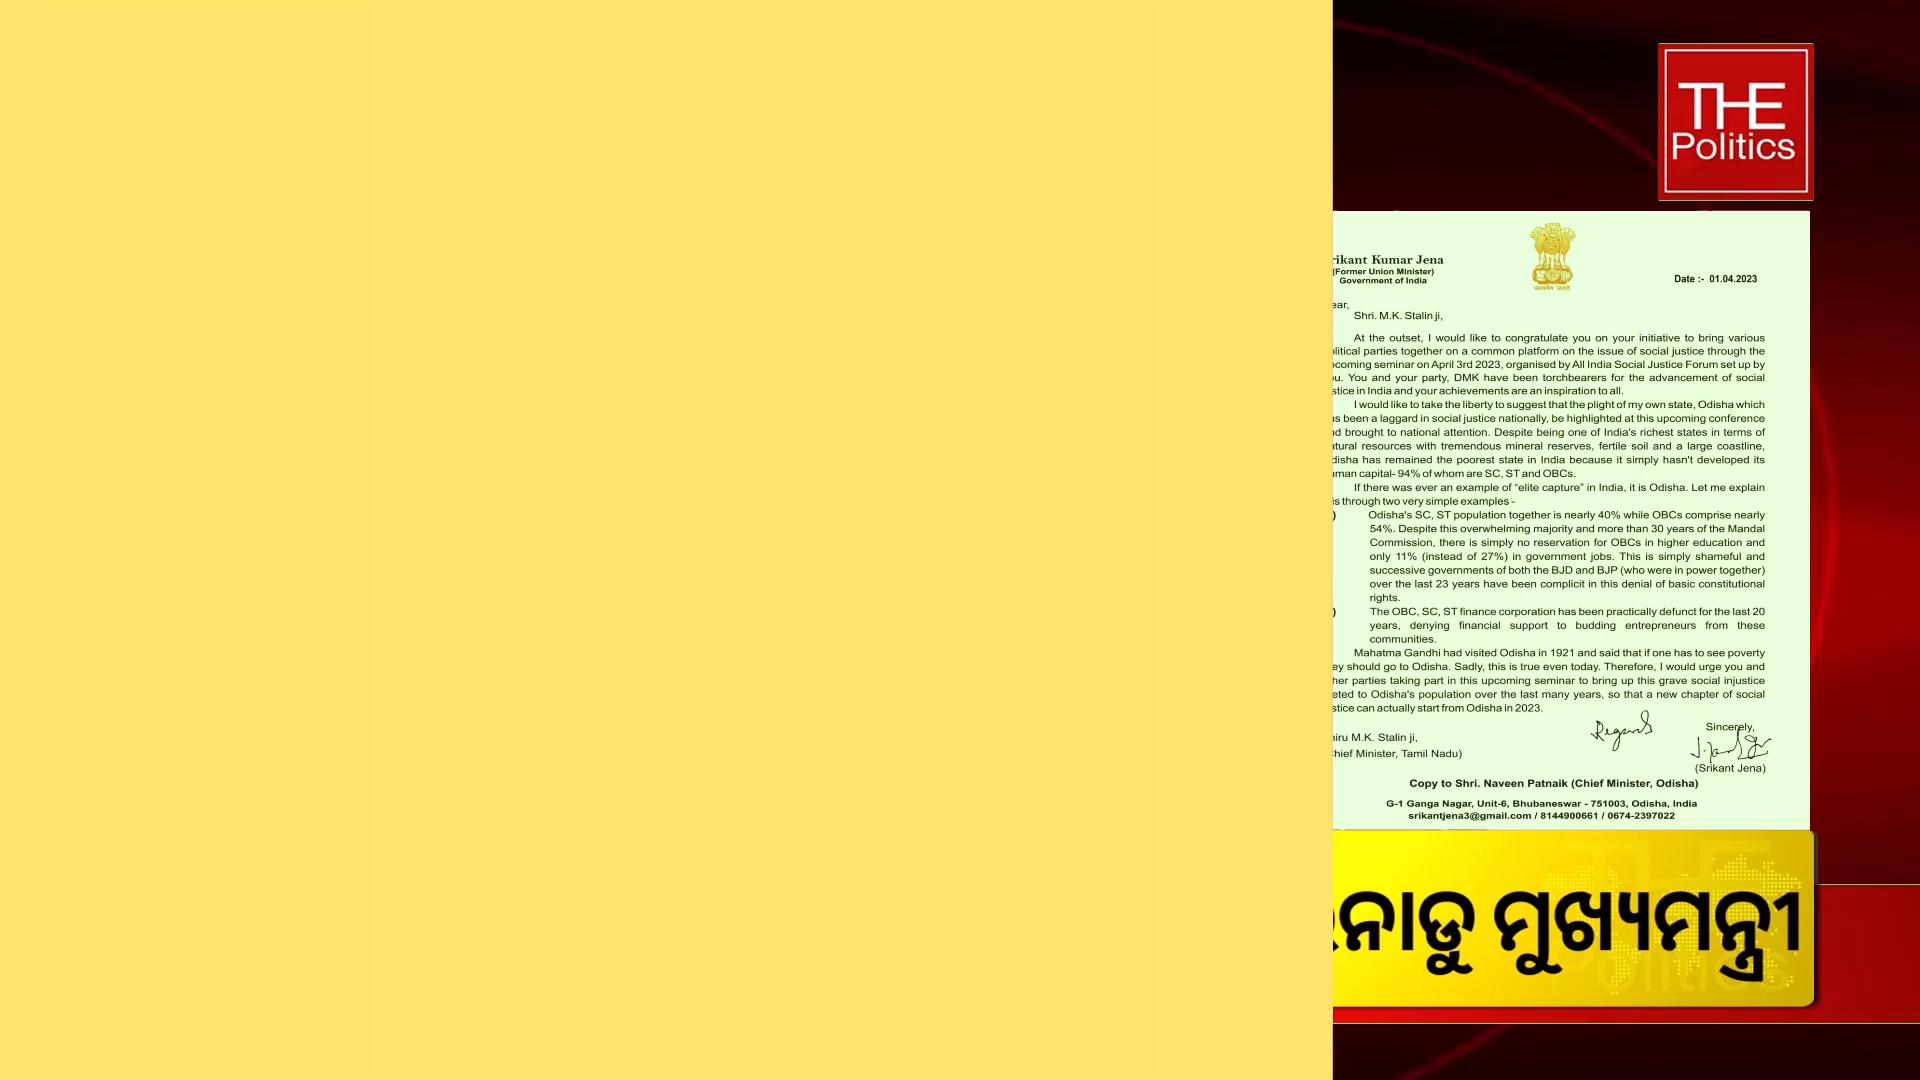 THE
Politics
rikant Kumar Jena
(Former Union Minister)
Government of India
Date :- 01.04.2023
ear,
Shri. M.K. Stalin ji,
At the outset, I would like to congratulate you on your initiative to bring various
litical parties together on a common platform on the issue of social justice through the
coming seminar on April 3rd 2023, organised by All India Social Justice Forum set up by
u. You and your party, DMK have been torchbearers for the advancement of social
stice in India and your achievements are an inspiration to all.
I would like to take the liberty to suggest that the plight of my own state, Odisha which
as been a laggard in social justice nationally, be highlighted at this upcoming conference
nd brought to national attention. Despite being one of India's richest states in terms of
atural resources with tremendous mineral reserves, fertile soil and a large coastline,
disha has remained the poorest state in India because it simply hasn't developed its
uman capital- 94% of whom are SC, ST and OBCs.
If there was ever an example of “elite capture” in India, it is Odisha. Let me explain
is through two very simple examples -
) Odisha's SC, ST population together is nearly 40% while OBCs comprise nearly
54%. Despite this overwhelming majority and more than 30 years of the Mandal
Commission, there is simply no reservation for OBCs in higher education and
only 11% (instead of 27%) in government jobs. This is simply shameful and
successive governments of both the BJD and BJP (who were in power together)
over the last 23 years have been complicit in this denial of basic constitutional
rights.
) The OBC, SC, ST finance corporation has been practically defunct for the last 20
years, denying financial support to budding entrepreneurs from these
communities.
Mahatma Gandhi had visited Odisha in 1921 and said that if one has to see poverty
ey should go to Odisha. Sadly, this is true even today. Therefore, I would urge you and
her parties taking part in this upcoming seminar to bring up this grave social injustice
eted to Odisha's population over the last many years, so that a new chapter of social
stice can actually start from Odisha in 2023.
Regards
Sincerely,
iru M.K. Stalin ji,
hief Minister, Tamil Nadu)
(Srikant Jena)
Copy to Shri. Naveen Patnaik (Chief Minister, Odisha)
G-1 Ganga Nagar, Unit-6, Bhubaneswar - 751003, Odisha, India
srikantjena3@gmail.com / 8144900661 / 0674-2397022
ନାଡୁ ମୁଖ୍ୟମନ୍ତ୍ରୀ